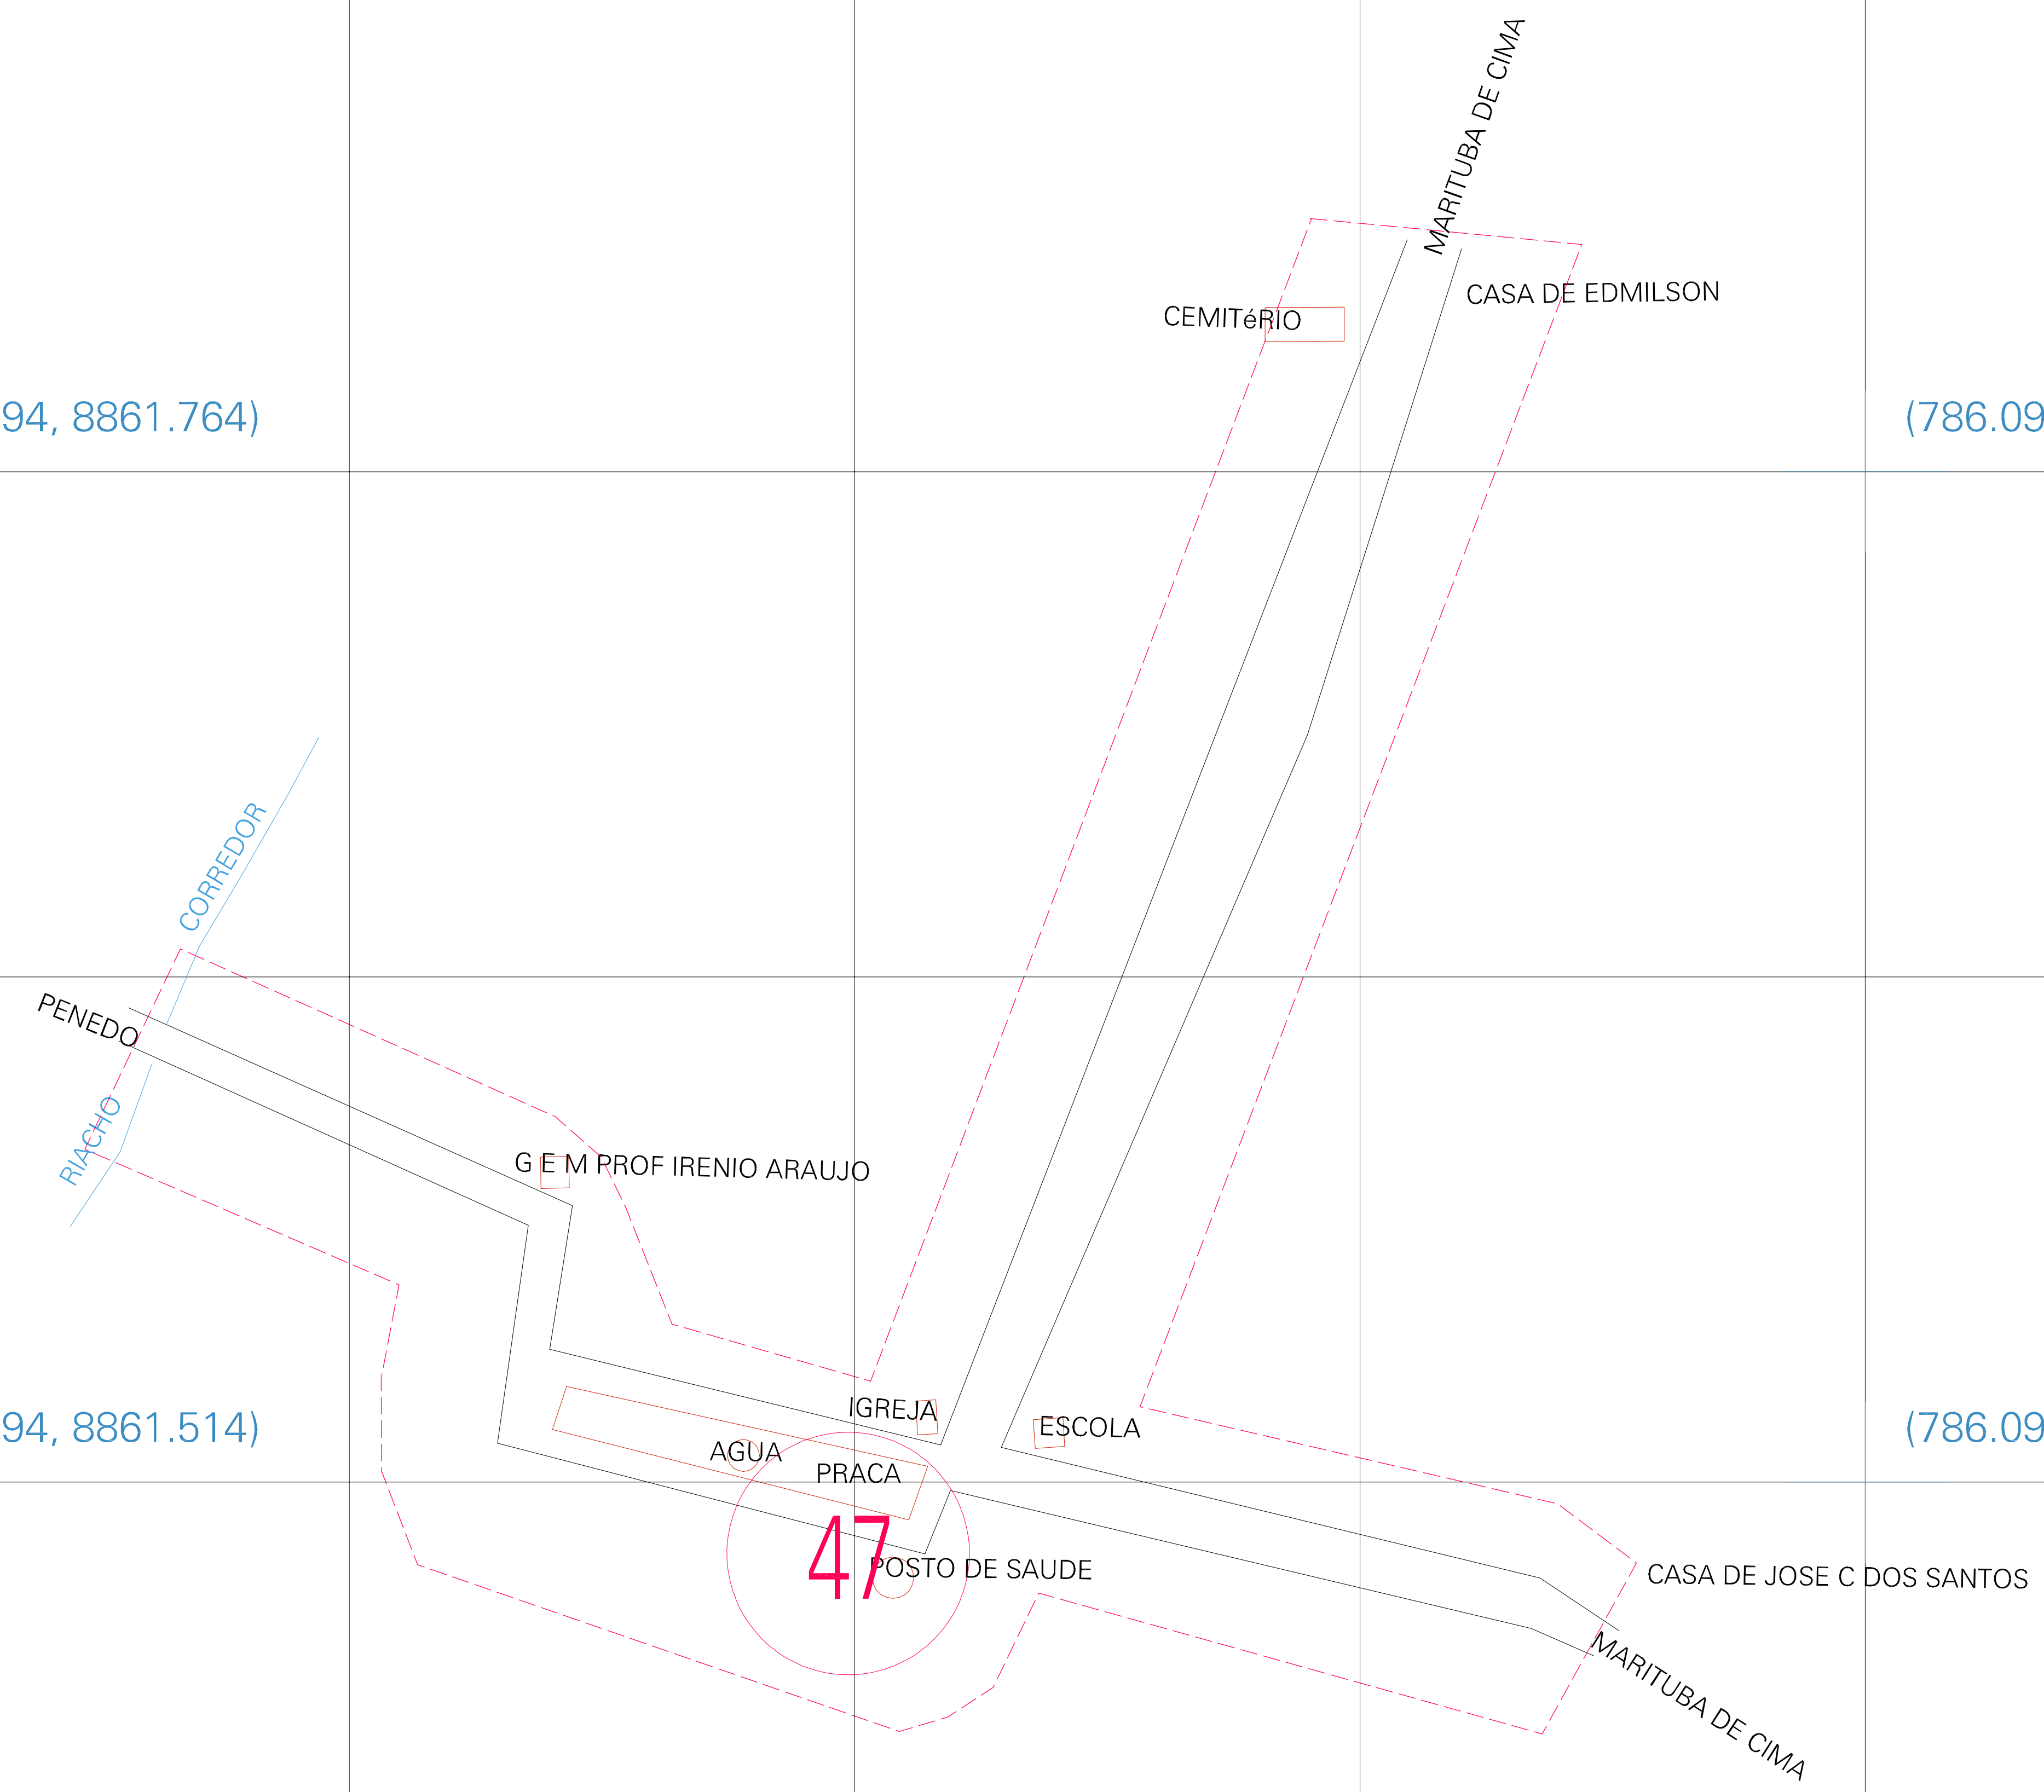 MARITUBA DE CIMA
CASA DE EDMILSON
CEMITéRIO
94, 8861.764)
(786.09
CORREDOR
PENEDO
RIACHO
G E M PROF IRENIO ARAUJO
IGREJA
ESCOLA
94, 8861.514)
(786.09
AGUA
PRACA
47
POSTO DE SAUDE
CASA DE JOSE C DOS SANTOS
MARITUBA DE CIMA